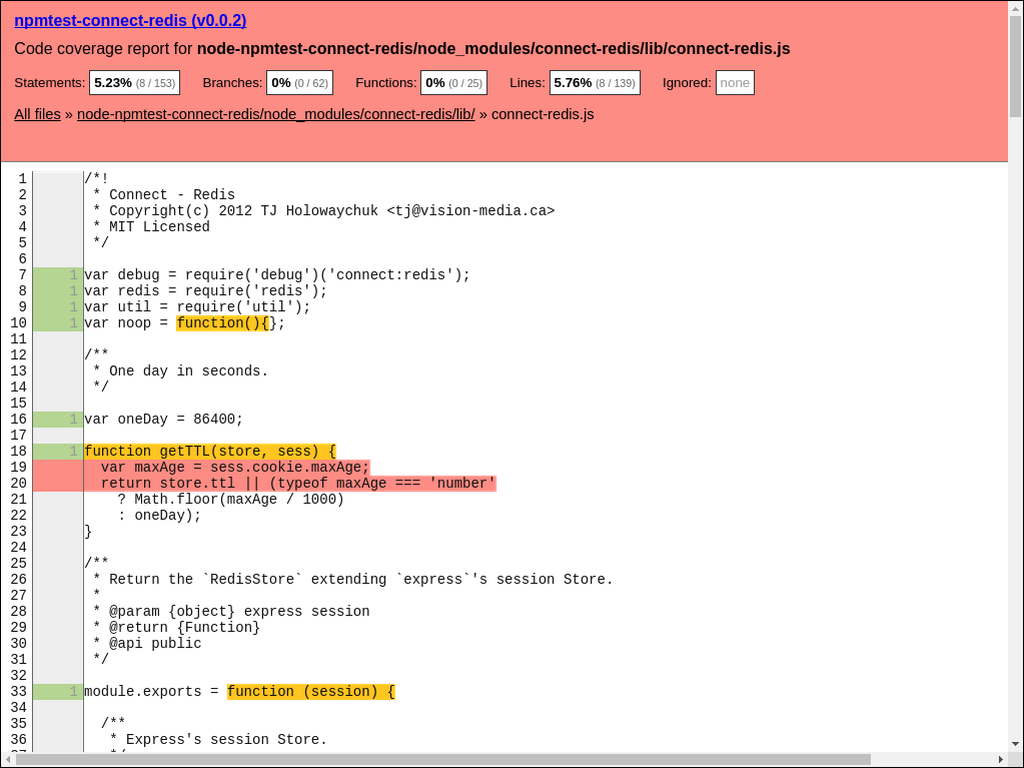 npmtest-connect-redis (v0.0.2)
Code coverage report for node-npmtest-connect-redis/node_modules/connect-redis/lib/connect-redis.js
Statements: 5.23% (8 / 153) Branches: 0% (0 / 62) Functions: 0% (0 / 25) Lines: 5.76% (8 / 139) Ignored: none
All files » node-npmtest-connect-redis/node_modules/connect-redis/lib/ » connect-redis.js
1 /*!
2  * Connect - Redis
3  * Copyright(c) 2012 TJ Holowaychuk <tj@vision-media.ca>
4  * MIT Licensed
5  */
6
7 1 var debug = require('debug')('connect:redis');
8 1 var redis = require('redis');
9 1 var util = require('util');
10 1 var noop = function(){};
11
12 /**
13  * One day in seconds.
14  */
15
16 1 var oneDay = 86400;
17
18 1 function getTTL(store, sess) {
19   var maxAge = sess.cookie.maxAge;
20   return store.ttl || (typeof maxAge === 'number'
21     ? Math.floor(maxAge / 1000)
22     : oneDay);
23 }
24
25 /**
26  * Return the `RedisStore` extending `express`'s session Store.
27  *
28  * @param {object} express session
29  * @return {Function}
30  * @api public
31  */
32
33 1 module.exports = function (session) {
34
35   /**
36    * Express's session Store.